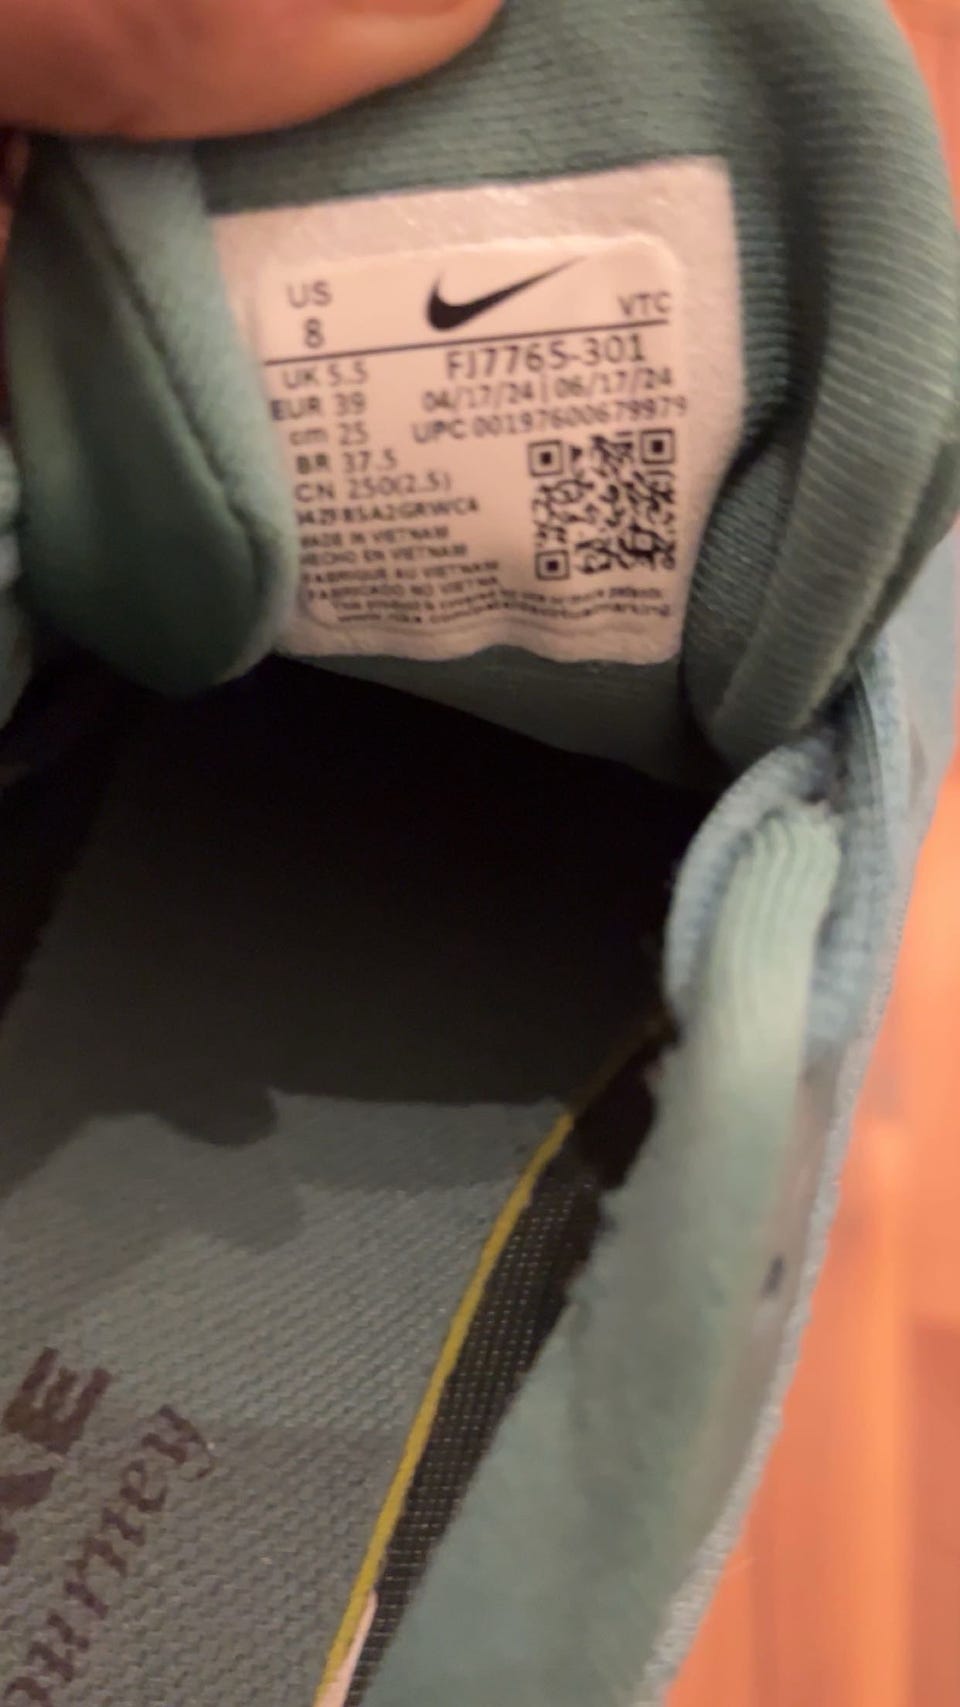 US
8
VTC
UK 5.5
FJ7765-301
EUR 39
04/17/24 | 06/17/24
cm 25
UPC 00197600679979
BR 37.5
CN 250(2.5)
MADE IN VIETNAM
HECHO EN VIETNAM
FABRIQUE AU VIETNAM
FABRICADO NO VIETNA